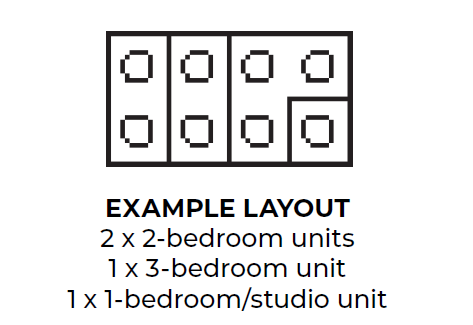 EXAMPLE LAYOUT
2 x 2-bedroom units
1 x 3-bedroom unit
1 x 1-bedroom/studio unit